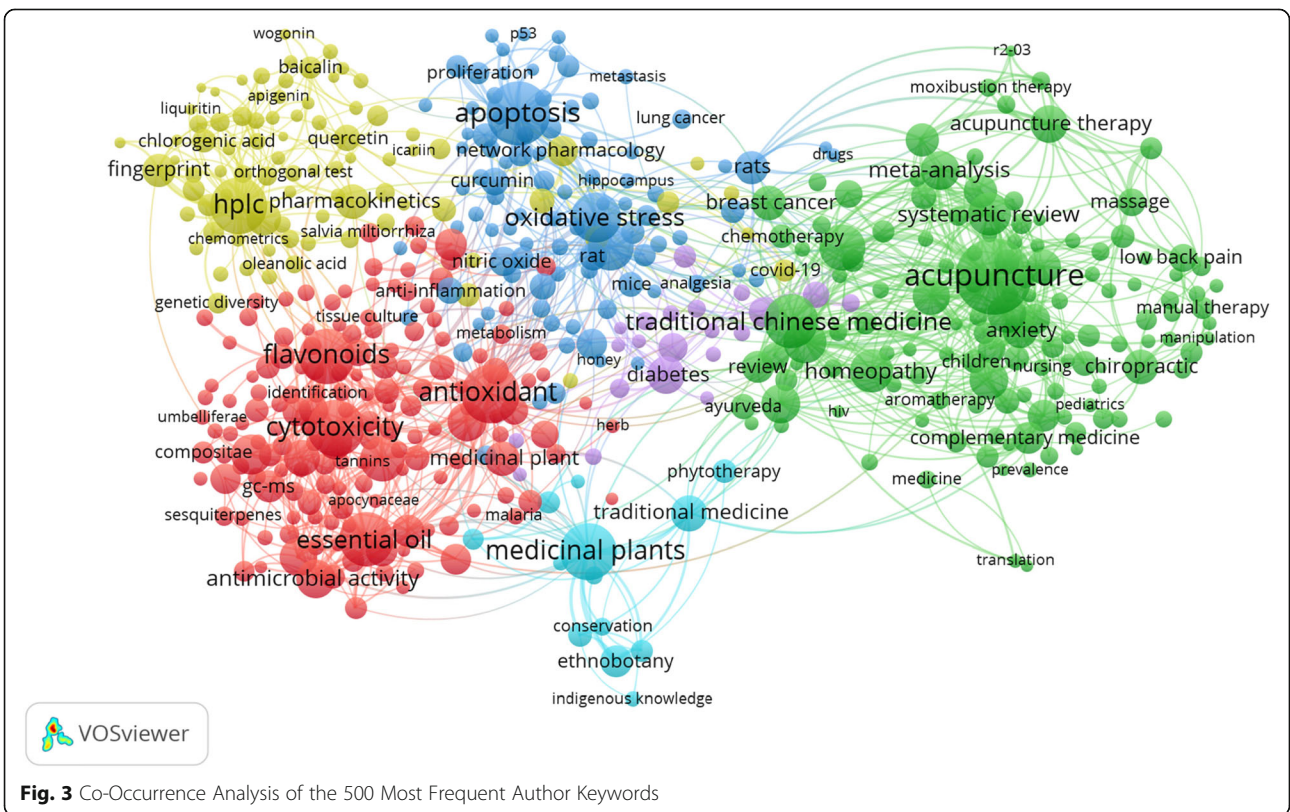 wogonin
p53
r2-03
baicalin
proliferation
metastasis
moxibustion therapy
apigenin
liquiritin
apoptosis
lung cancer
acupuncture therapy
chlorogenic acid
quercetin
icariin
network pharmacology
drugs
fingerprint
orthogonal test
curcumin
hippocampus
rats
meta-analysis
hplc
pharmacokinetics
oxidative stress
breast cancer
systematic review
massage
chemometrics
salvia miltiorrhiza
chemotherapy
oleanolic acid
nitric oxide
rat
covid-19
acupuncture
low back pain
genetic diversity
anti-inflammation
mice
analgesia
tissue culture
metabolism
traditional chinese medicine
anxiety
manual therapy
manipulation
flavonoids
honey
identification
antioxidant
diabetes
review
homeopathy
children
nursing
chiropractic
umbelliferae
cytotoxicity
herb
ayurveda
hiv
aromatherapy
pediatrics
compositae
tannins
medicinal plant
complementary medicine
gc-ms
apocynaceae
phytotherapy
medicine
prevalence
sesquiterpenes
malaria
traditional medicine
essential oil
medicinal plants
translation
antimicrobial activity
conservation
ethnobotany
indigenous knowledge
VOSviewer
Fig. 3 Co-Occurrence Analysis of the 500 Most Frequent Author Keywords